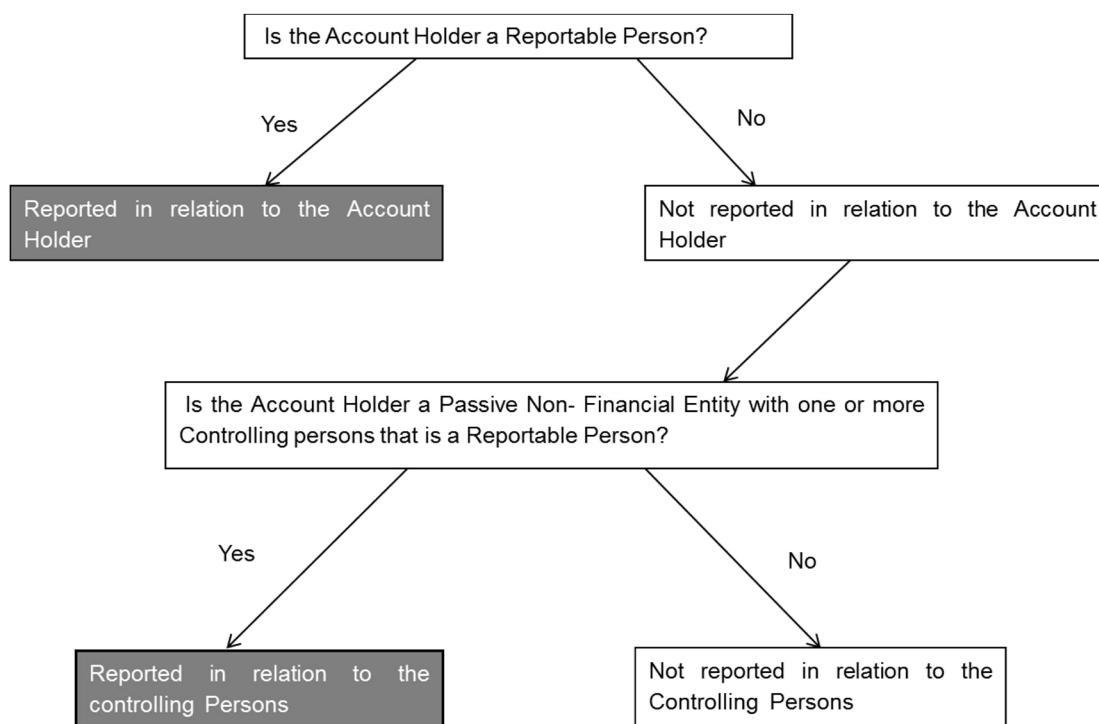 Is the Account Holder a Reportable Person?
Yes
No
Reported in relation to the Account
Holder
Not reported in relation to the Account
Holder
Is the Account Holder a Passive Non- Financial Entity with one or more
Controlling persons that is a Reportable Person?
Yes
No
Reported in relation to the
controlling Persons
Not reported in relation to the
Controlling Persons